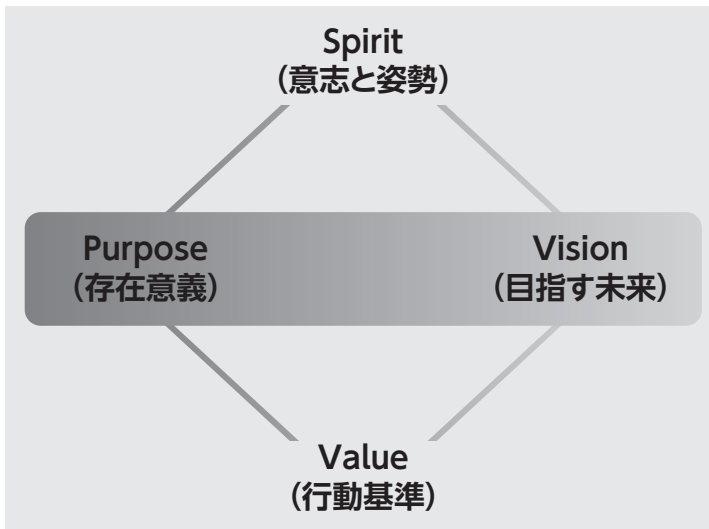 Spirit
（意志と姿勢）
Purpose
（存在意義）
Vision
（目指す未来）
Value
（行動基準）